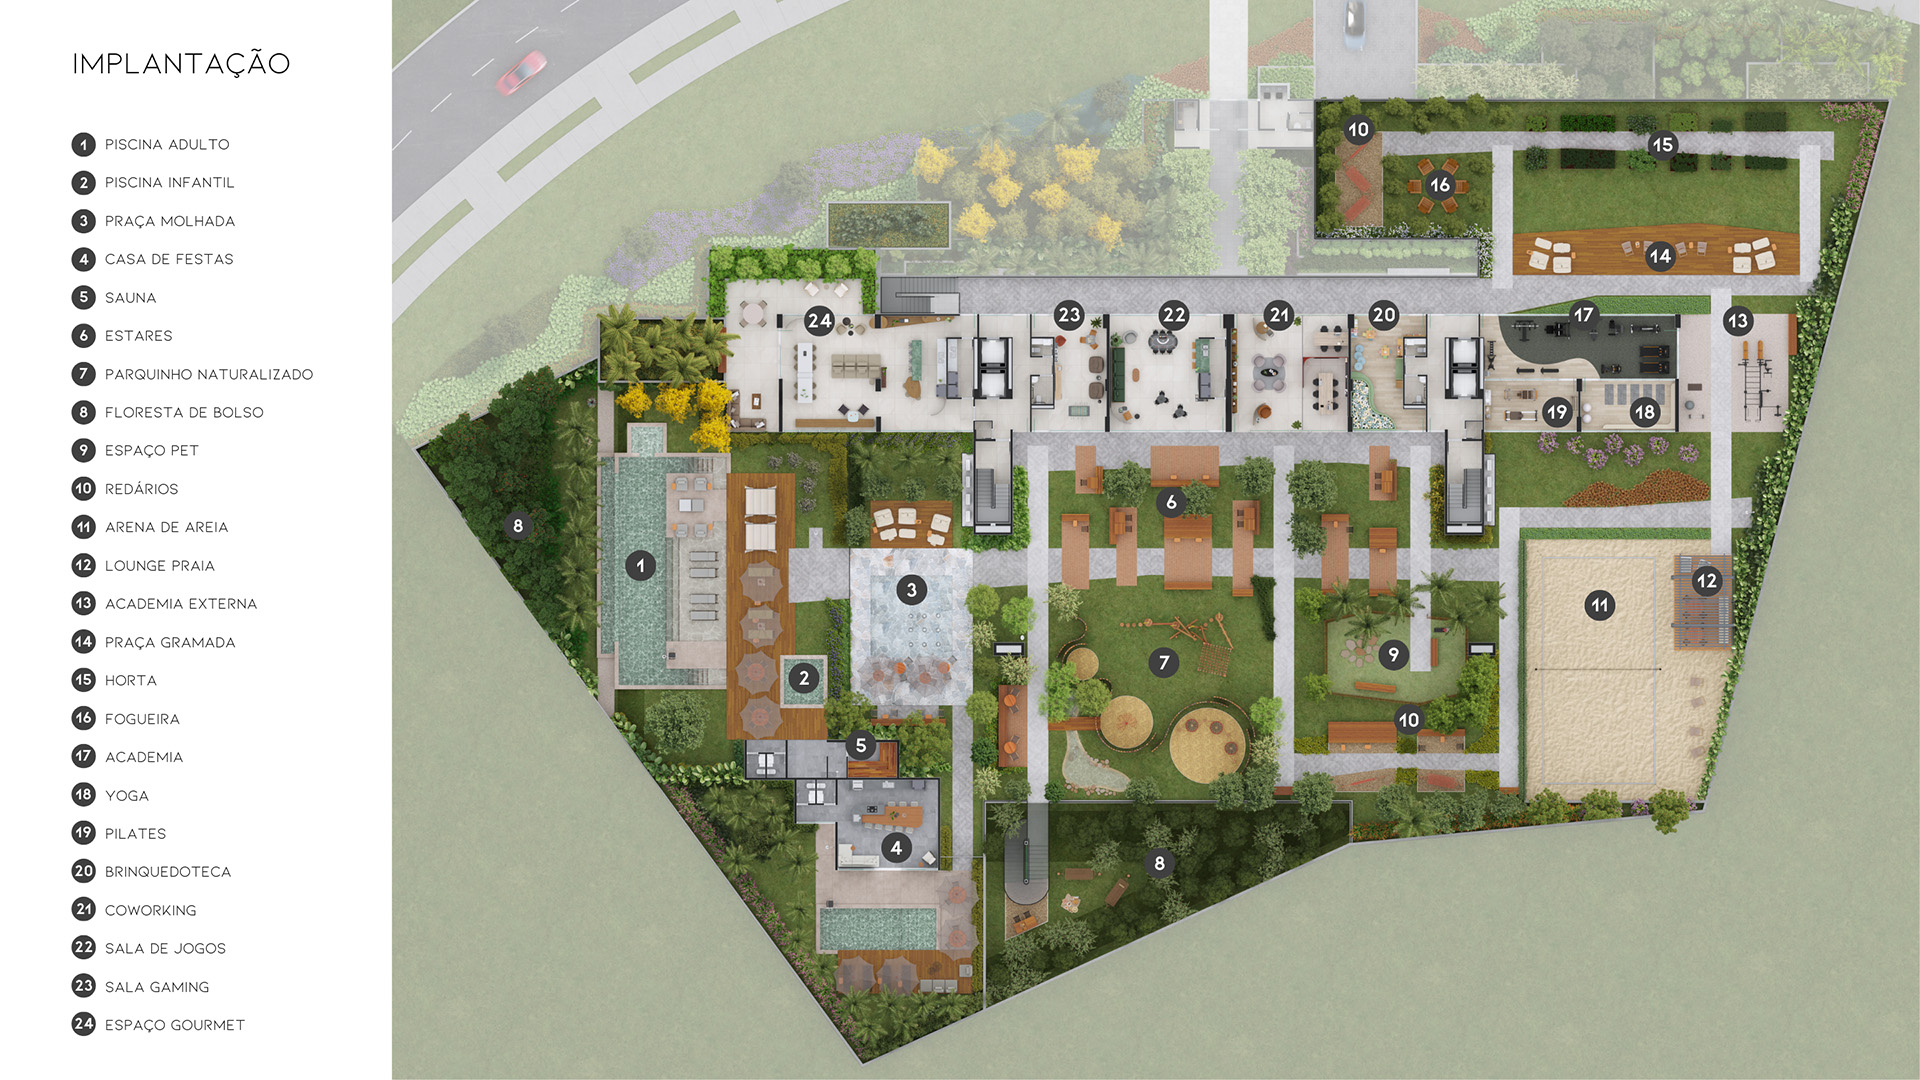 IMPLANTAÇÃO
1 PISCINA ADULTO
2 PISCINA INFANTIL
3 PRAÇA MOLHADA
4 CASA DE FESTAS
5 SAUNA
6 ESTARES
7 PARQUINHO NATURALIZADO
8 FLORESTA DE BOLSO
9 ESPAÇO PET
10 REDÁRIOS
11 ARENA DE AREIA
12 LOUNGE PRAIA
13 ACADEMIA EXTERNA
14 PRAÇA GRAMADA
15 HORTA
16 FOGUEIRA
17 ACADEMIA
18 YOGA
19 PILATES
20 BRINQUEDOTECA
21 COWORKING
22 SALA DE JOGOS
23 SALA GAMING
24 ESPAÇO GOURMET
10
15
16
14
24
23
22
21
20
17
13
19
18
8
6
1
3
12
11
9
7
2
10
5
4
8